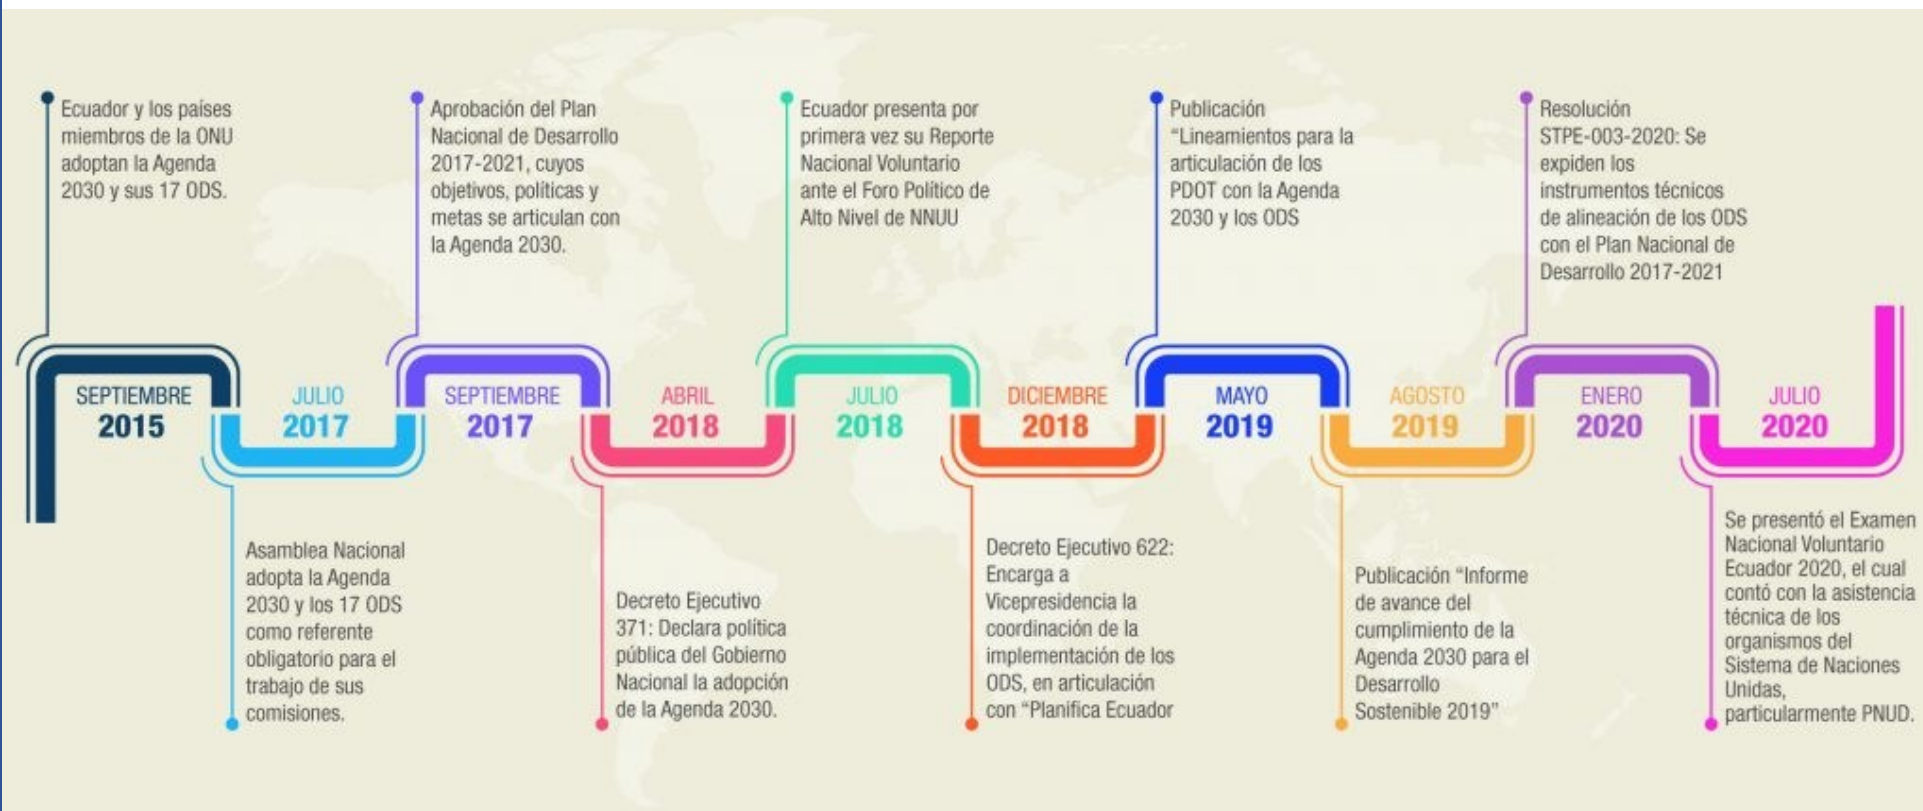 Ecuador y los países
miembros de la ONU
adoptan la Agenda
2030 y sus 17 ODS.
Aprobación del Plan
Nacional de Desarrollo
2017-2021, cuyos
objetivos, políticas y
metas se articulan con
la Agenda 2030.
Ecuador presenta por
primera vez su Reporte
Nacional Voluntario
ante el Foro Político de
Alto Nivel de NNUU
Publicación
“Lineamientos para la
articulación de los
PDOT con la Agenda
2030 y los ODS
Resolución
STPE-003-2020: Se
expiden los
instrumentos técnicos
de alineación de los ODS
con el Plan Nacional de
Desarrollo 2017-2021
SEPTIEMBRE
2015
JULIO
2017
SEPTIEMBRE
2017
ABRIL
2018
JULIO
2018
DICIEMBRE
2018
MAYO
2019
AGOSTO
2019
ENERO
2020
JULIO
2020
Asamblea Nacional
adopta la Agenda
2030 y los 17 ODS
como referente
obligatorio para el
trabajo de sus
comisiones.
Decreto Ejecutivo
371: Declara política
pública del Gobierno
Nacional la adopción
de la Agenda 2030.
Decreto Ejecutivo 622:
Encarga a
Vicepresidencia la
coordinación de la
implementación de los
ODS, en articulación
con “Planifica Ecuador
Publicación “Informe
de avance del
cumplimiento de la
Agenda 2030 para el
Desarrollo
Sostenible 2019”
Se presentó el Examen
Nacional Voluntario
Ecuador 2020, el cual
contó con la asistencia
técnica de los
organismos del
Sistema de Naciones
Unidas,
particularmente PNUD.